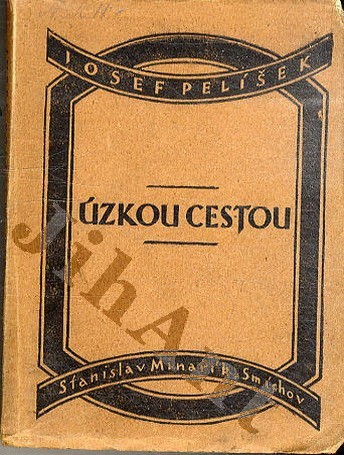 JOSEF PELÍŠEK
ÚZKOU CESTOU
Stanislav Minařík Smíchov
JihAnt